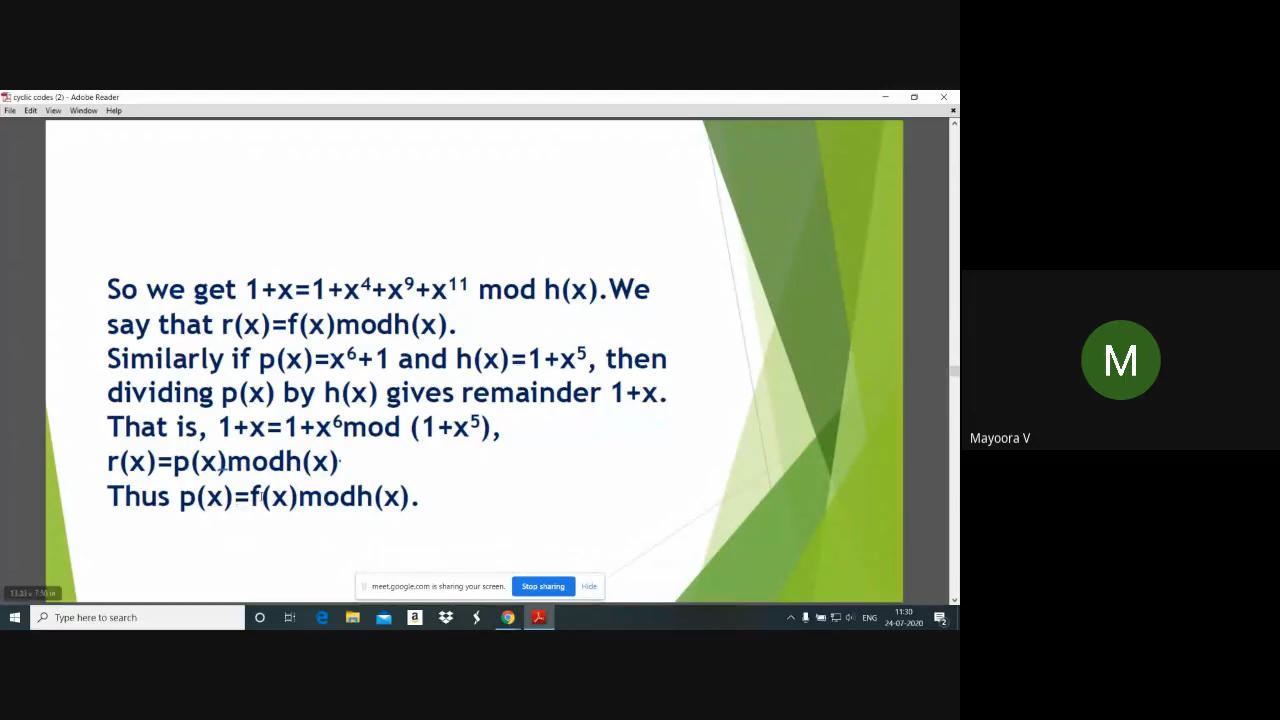 cyclic codes (2) - Adobe Reader
File Edit View Window Help
So we get 1+x=1+x⁴+x⁹+x¹¹ mod h(x).We
say that r(x)=f(x)modh(x).
Similarly if p(x)=x⁶+1 and h(x)=1+x⁵, then
dividing p(x) by h(x) gives remainder 1+x.
That is, 1+x=1+x⁶mod (1+x⁵),
r(x)=p(x)modh(x)
Thus p(x)=f(x)modh(x).
M
Mayoora V
meet.google.com is sharing your screen. Stop sharing Hide
Type here to search
ENG
11:30
24-07-2020